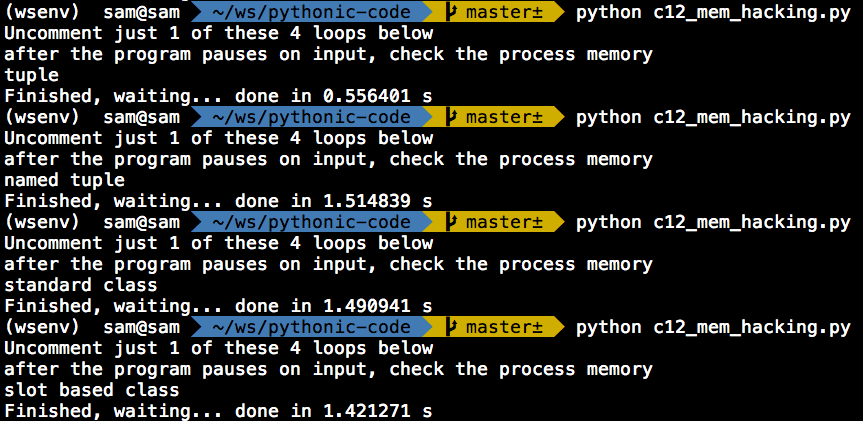 (wsenv) sam@sam ~/ws/pythonic-code master± python c12_mem_hacking.py
Uncomment just 1 of these 4 loops below
after the program pauses on input, check the process memory
tuple
Finished, waiting... done in 0.556401 s
(wsenv) sam@sam ~/ws/pythonic-code master± python c12_mem_hacking.py
Uncomment just 1 of these 4 loops below
after the program pauses on input, check the process memory
named tuple
Finished, waiting... done in 1.514839 s
(wsenv) sam@sam ~/ws/pythonic-code master± python c12_mem_hacking.py
Uncomment just 1 of these 4 loops below
after the program pauses on input, check the process memory
standard class
Finished, waiting... done in 1.490941 s
(wsenv) sam@sam ~/ws/pythonic-code master± python c12_mem_hacking.py
Uncomment just 1 of these 4 loops below
after the program pauses on input, check the process memory
slot based class
Finished, waiting... done in 1.421271 s